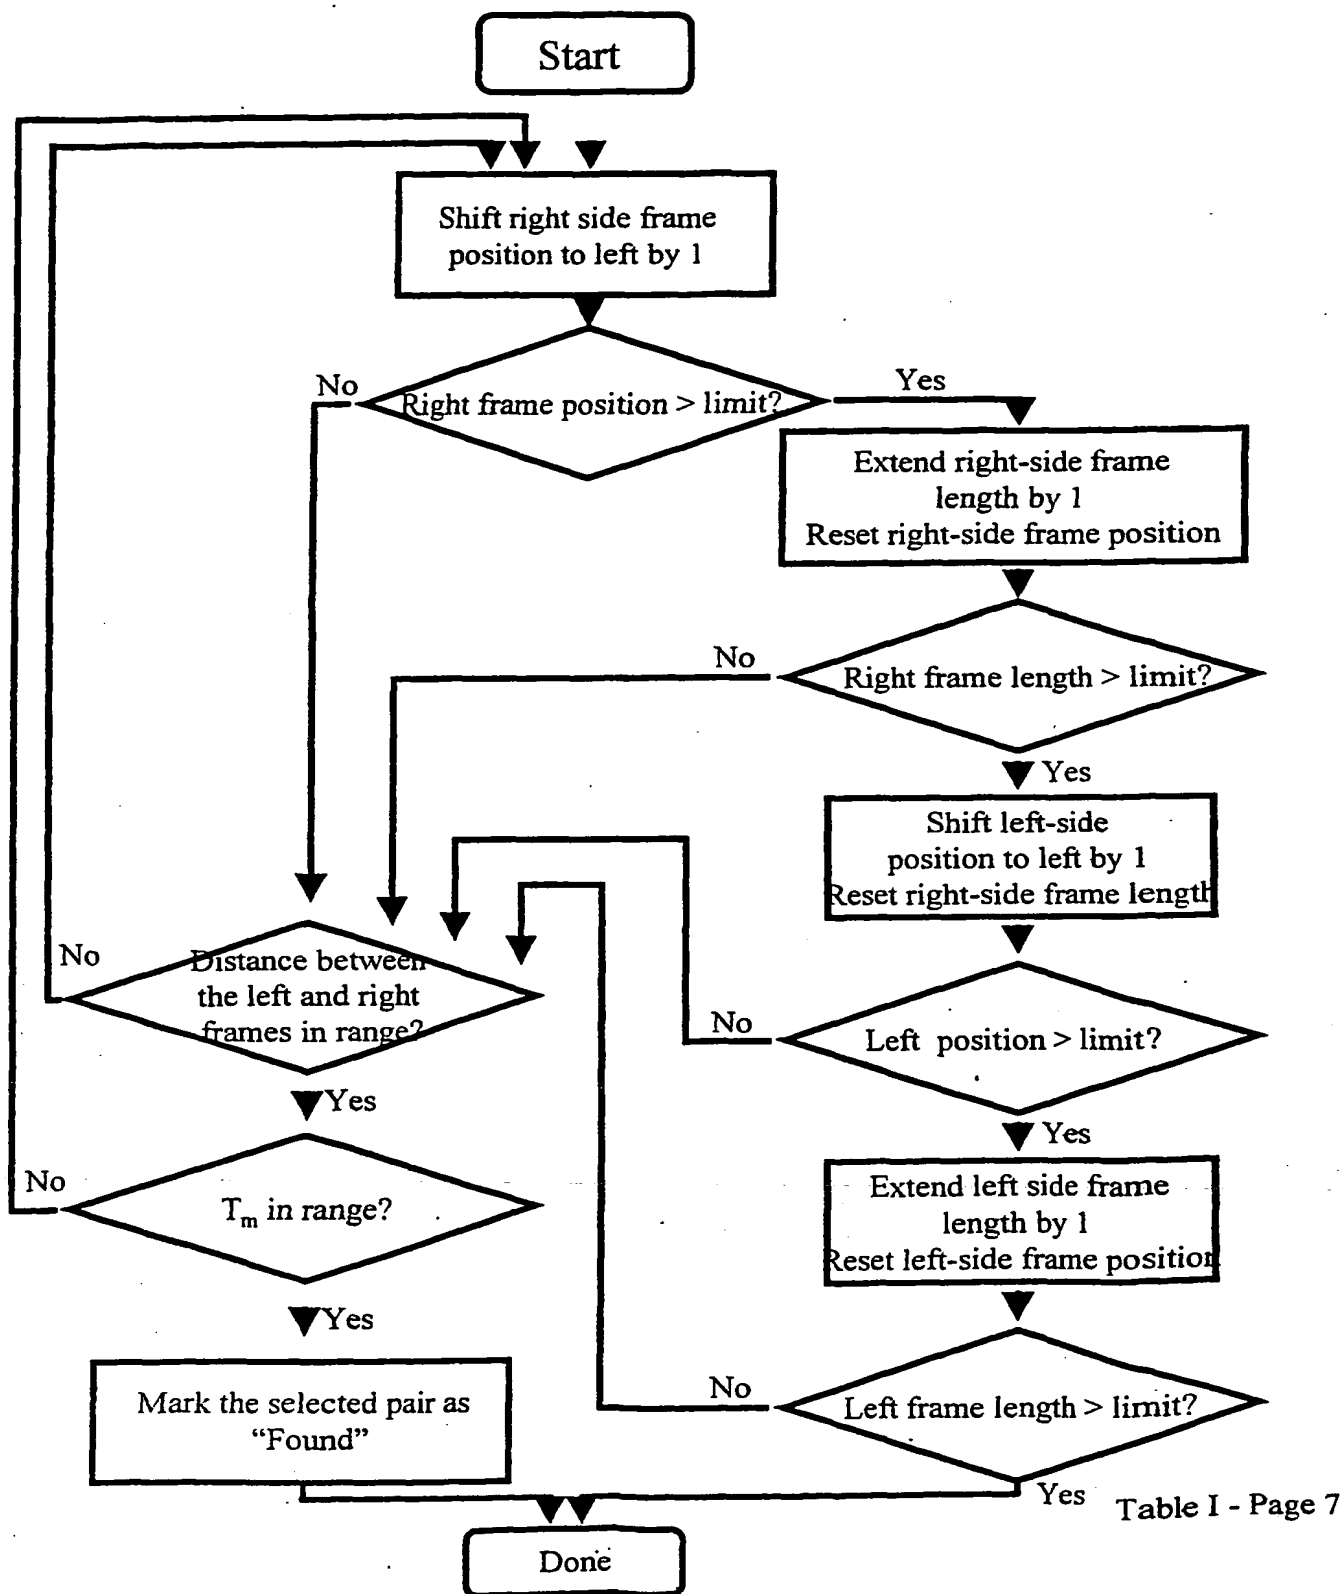 Start
Shift right side frame
position to left by 1
No
Right frame position > limit?
Yes
Extend right-side frame
length by 1
Reset right-side frame position
No
Right frame length > limit?
Yes
Shift left-side
position to left by 1
Reset right-side frame length
No
Distance between
the left and right
frames in range?
No
Left position > limit?
Yes
Yes
Extend left side frame
length by 1
Reset left-side frame position
No
Tm in range?
Yes
Mark the selected pair as
“Found”
No
Left frame length > limit?
Yes
Table I - Page 7
Done